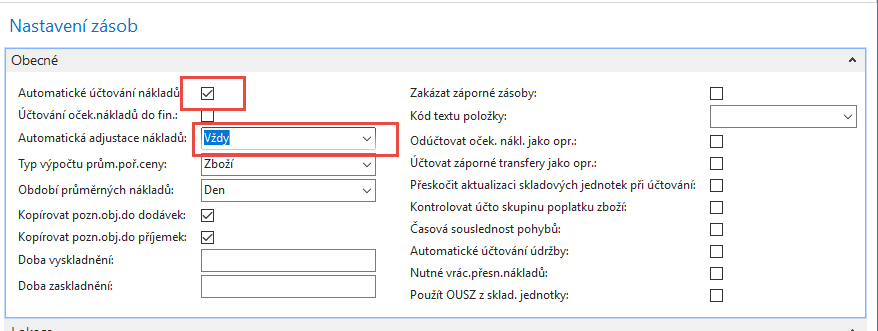 Nastavení zásob
Obecné
Automatické účtování nákladů
Účtování oček.nákladů do fin.:
Automatická adjustace nákladů: Vždy
Typ výpočtu prům.poř.ceny: Zboží
Období průměrných nákladů: Den
Kopírovat pozn.obj.do dodávek:
Kopírovat pozn.obj.do příjemek:
Doba vyskladnění:
Doba zaskladnění:
Zakázat záporné zásoby:
Kód textu položky:
Odúčtovat oček. nákl. jako opr.:
Účtovat záporné transfery jako opr.:
Přeskočit aktualizaci skladových jednotek při účtování:
Kontrolovat účto skupinu poplatku zboží:
Časová souslednost pohybů:
Automatické účtování údržby:
Nutné vrác.přesn.nákladů:
Použít OUSZ z sklad. jednotky: